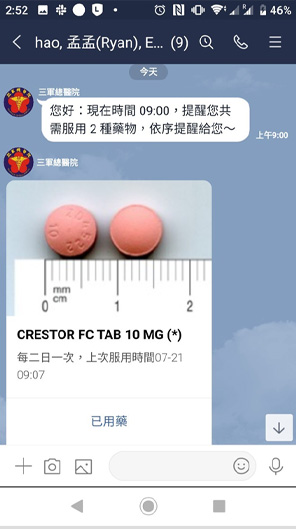 2:52
46%
hao, 孟孟(Ryan), E... (9)
今天
三軍總醫院
您好：現在時間 09:00，提醒您共
需服用 2 種藥物，依序提醒給您～
上午9:00
三軍總醫院
mm
cm
0 1 2
CRESTOR FC TAB 10 MG (*)
每二日一次，上次服用時間07-21
09:07
已用藥